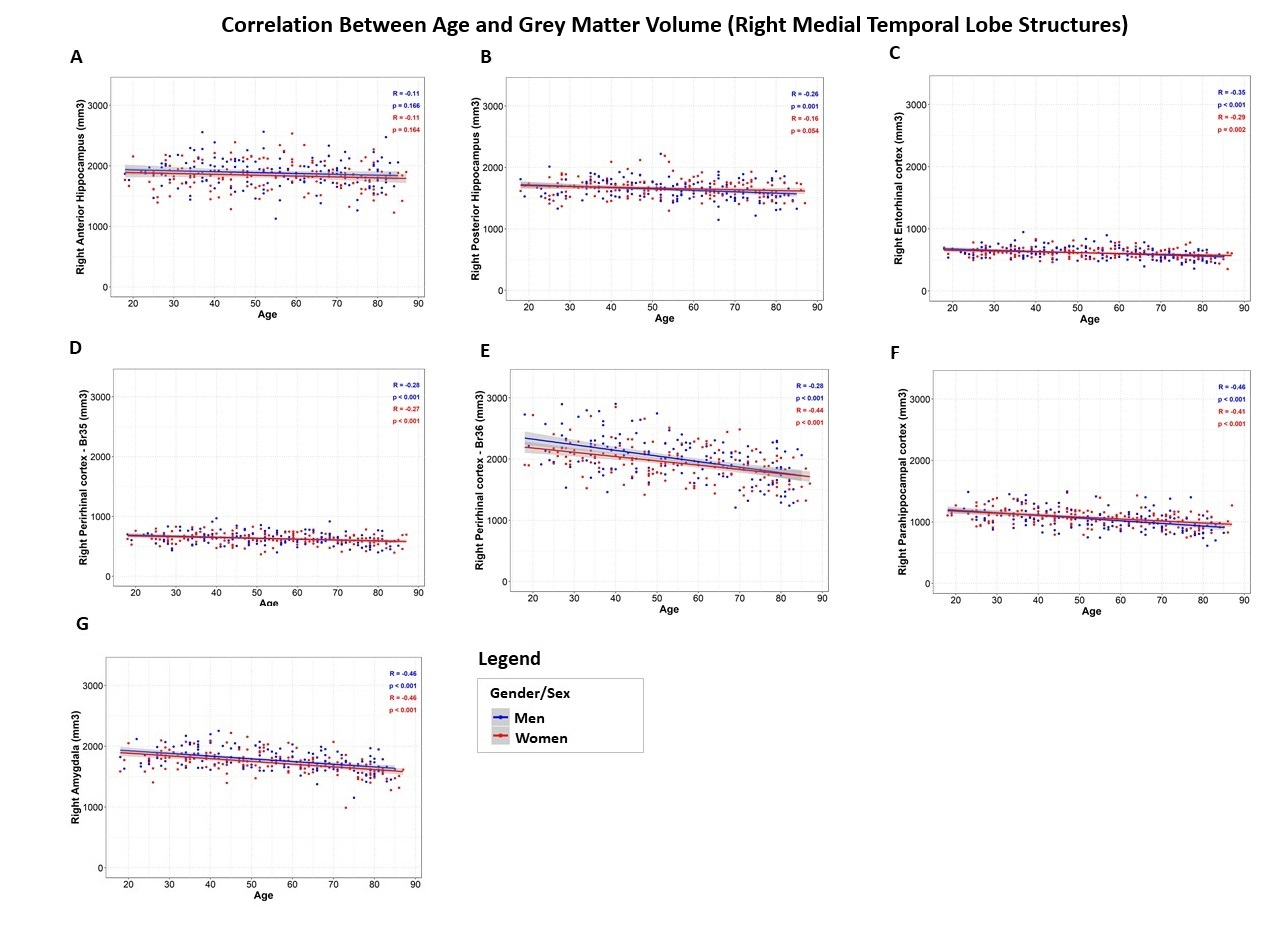 Correlation Between Age and Grey Matter Volume (Right Medial Temporal Lobe Structures)
A
Right Anterior Hippocampus (mm3)
3000
2000
1000
0
R = -0.11
p = 0.166
R = -0.11
p = 0.164
20 30 40 50 60 70 80 90
Age
B
Right Posterior Hippocampus (mm3)
3000
2000
1000
0
R = -0.26
p = 0.001
R = -0.16
p = 0.054
20 30 40 50 60 70 80 90
Age
C
Right Entorhinal cortex (mm3)
3000
2000
1000
0
R = -0.35
p < 0.001
R = -0.29
p = 0.002
20 30 40 50 60 70 80 90
Age
D
Right Perirhinal cortex - Br35 (mm3)
3000
2000
1000
0
R = -0.28
p < 0.001
R = -0.27
p < 0.001
20 30 40 50 60 70 80 90
Age
E
Right Perirhinal cortex - Br36 (mm3)
3000
2000
1000
0
R = -0.28
p < 0.001
R = -0.44
p < 0.001
20 30 40 50 60 70 80 90
Age
F
Right Parahippocampal cortex (mm3)
3000
2000
1000
0
R = -0.46
p < 0.001
R = -0.41
p < 0.001
20 30 40 50 60 70 80 90
Age
G
Right Amygdala (mm3)
3000
2000
1000
0
R = -0.46
p < 0.001
R = -0.46
p < 0.001
20 30 40 50 60 70 80 90
Age
Legend
Gender/Sex
Men
Women